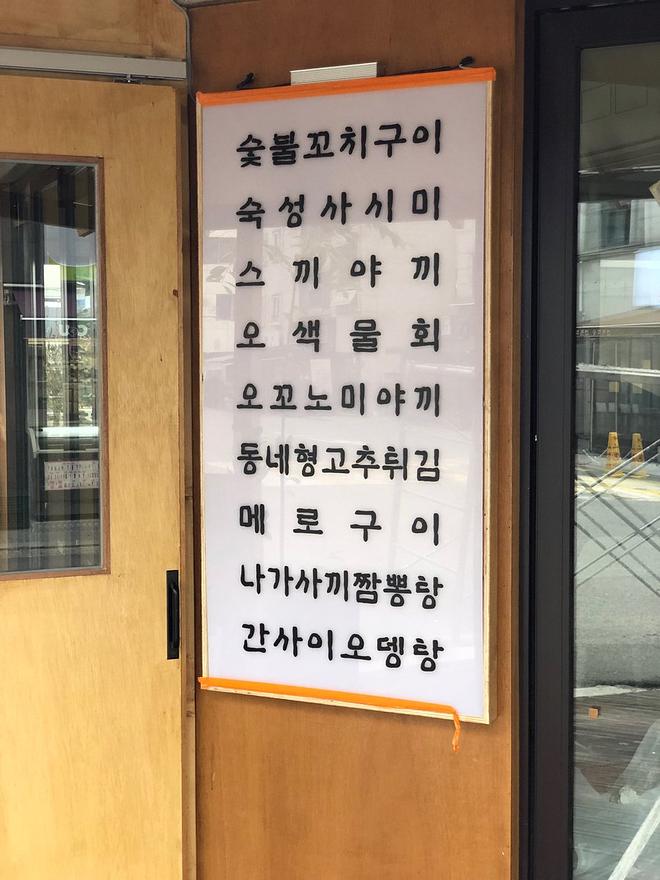 숯불꼬치구이
숙성사시미
스끼야끼
오색물회
오꼬노미야끼
동네형고추튀김
메로구이
나가사끼짬뽕탕
간사이오뎅탕